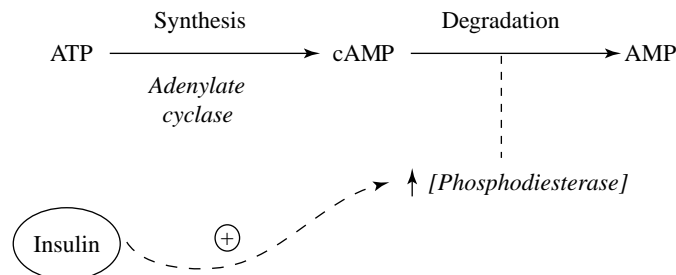 Synthesis
Degradation
ATP
cAMP
AMP
Adenylate
cyclase
[Phosphodiesterase]
+
Insulin